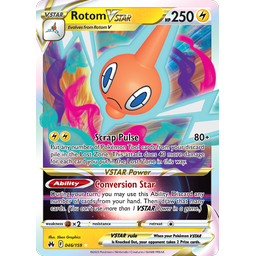 VSTAR Rotom VSTAR HP 250
Evolves from Rotom V
Scrap Pulse 80+
Put any number of Pokémon Tool cards from your discard
pile in the Lost Zone. This attack does 40 more damage
for each card you put in the Lost Zone in this way.
VSTAR Power
Ability Conversion Star
During your turn, you may use this Ability. Discard any
number of cards from your hand. Then, draw that many
cards. (You can't use more than 1 VSTAR Power in a game.)
weakness ×2 resistance retreat
VSTAR rule When your Pokémon VSTAR
is Knocked Out, your opponent takes 2 Prize cards.
046/159